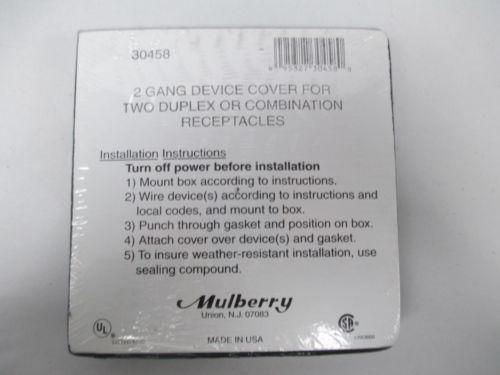 30458
2 GANG DEVICE COVER FOR
TWO DUPLEX OR COMBINATION
RECEPTACLES
Installation Instructions
Turn off power before installation
1) Mount box according to instructions.
2) Wire device(s) according to instructions and
local codes, and mount to box.
3) Punch through gasket and position on box.
4) Attach cover over device(s) and gasket.
5) To insure weather-resistant installation, use
sealing compound.
Mulberry
Union, N.J. 07083
UL
MADE IN USA